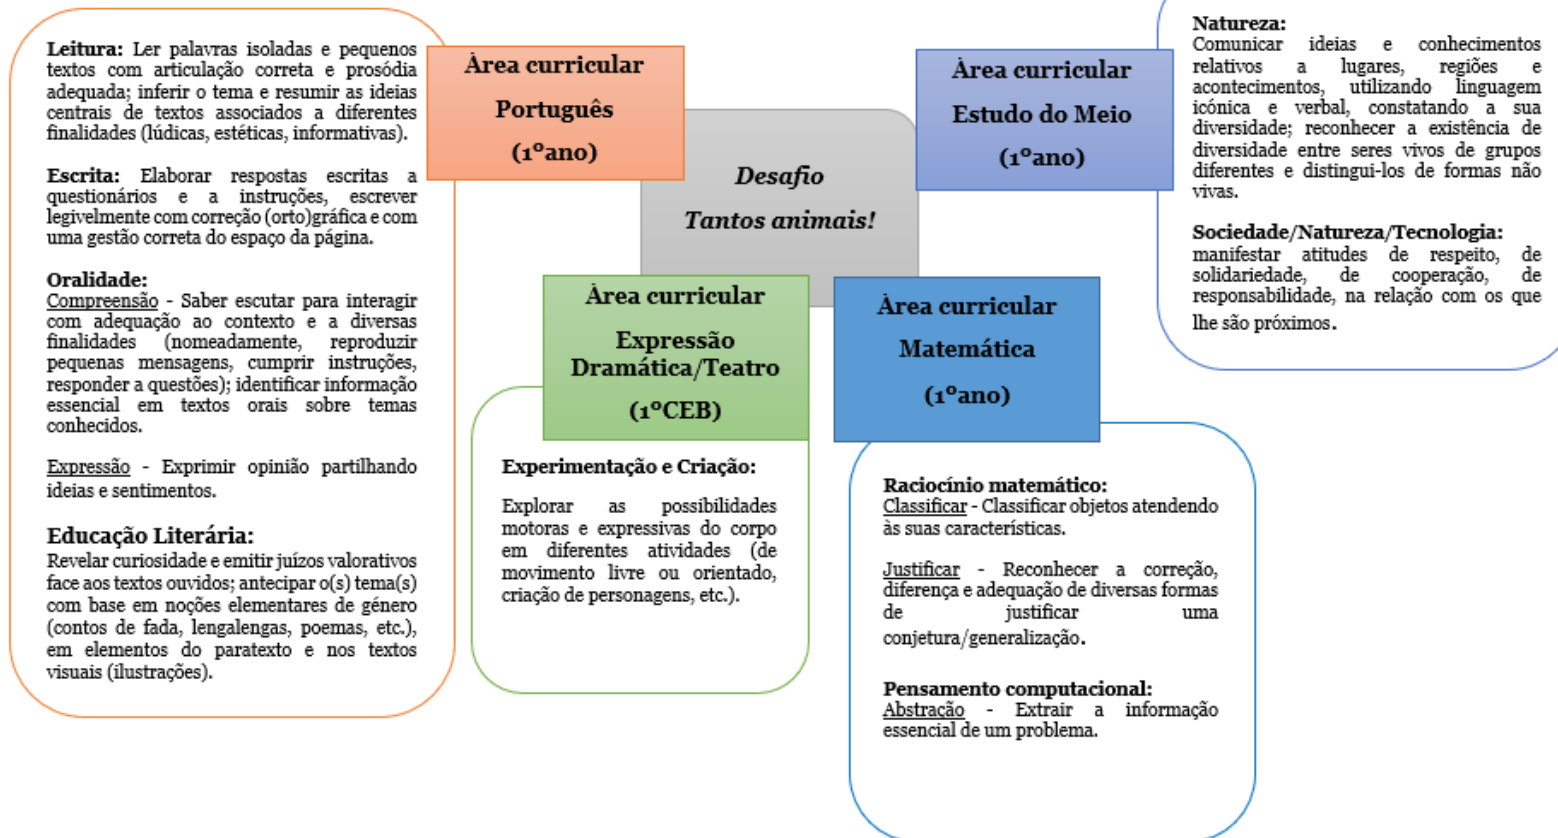 Leitura: Ler palavras isoladas e pequenos
textos com articulação correta e prosódia
adequada; inferir o tema e resumir as ideias
centrais de textos associados a diferentes
finalidades (lúdicas, estéticas, informativas).
Escrita: Elaborar respostas escritas a
questionários e a instruções, escrever
legivelmente com correção (orto)gráfica e com
uma gestão correta do espaço da página.
Oralidade:
Compreensão - Saber escutar para interagir
com adequação ao contexto e a diversas
finalidades (nomeadamente, reproduzir
pequenas mensagens, cumprir instruções,
responder a questões); identificar informação
essencial em textos orais sobre temas
conhecidos.
Expressão - Exprimir opinião partilhando
ideias e sentimentos.
Educação Literária:
Revelar curiosidade e emitir juízos valorativos
face aos textos ouvidos; antecipar o(s) tema(s)
com base em noções elementares de género
(contos de fada, lengalengas, poemas, etc.),
em elementos do paratexto e nos textos
visuais (ilustrações).
Área curricular
Português
(1ºano)
Desafio
Tantos animais!
Área curricular
Estudo do Meio
(1ºano)
Natureza:
Comunicar ideias e conhecimentos
relativos a lugares, regiões e
acontecimentos, utilizando linguagem
icónica e verbal, constatando a sua
diversidade; reconhecer a existência de
diversidade entre seres vivos de grupos
diferentes e distingui-los de formas não
vivas.
Sociedade/Natureza/Tecnologia:
manifestar atitudes de respeito, de
solidariedade, de cooperação, de
responsabilidade, na relação com os que
lhe são próximos.
Área curricular
Expressão
Dramática/Teatro
(1ºCEB)
Experimentação e Criação:
Explorar as possibilidades
motoras e expressivas do corpo
em diferentes atividades (de
movimento livre ou orientado,
criação de personagens, etc.).
Área curricular
Matemática
(1ºano)
Raciocínio matemático:
Classificar - Classificar objetos atendendo
às suas características.
Justificar - Reconhecer a correção,
diferença e adequação de diversas formas
de justificar uma
conjetura/generalização.
Pensamento computacional:
Abstração - Extrair a informação
essencial de um problema.